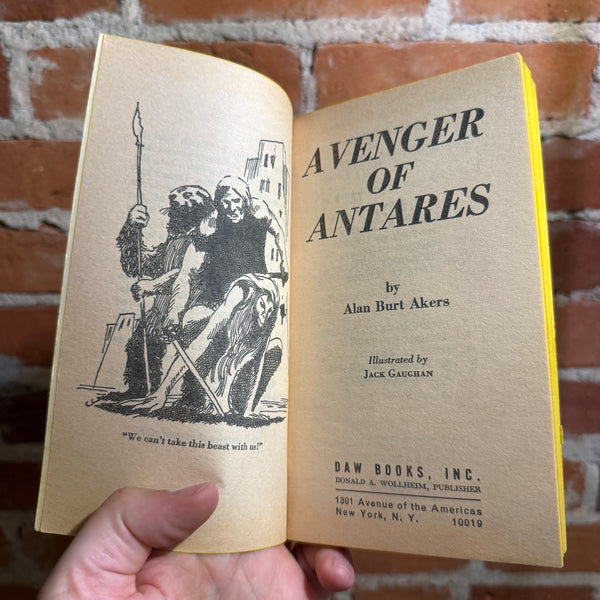 "We can't take this beast with us!"
AVENGER
OF
ANTARES
by
Alan Burt Akers
Illustrated by
JACK GAUGHAN
DAW BOOKS, INC.
DONALD A. WOLLHEIM, PUBLISHER
1301 Avenue of the Americas
New York, N. Y. 10019